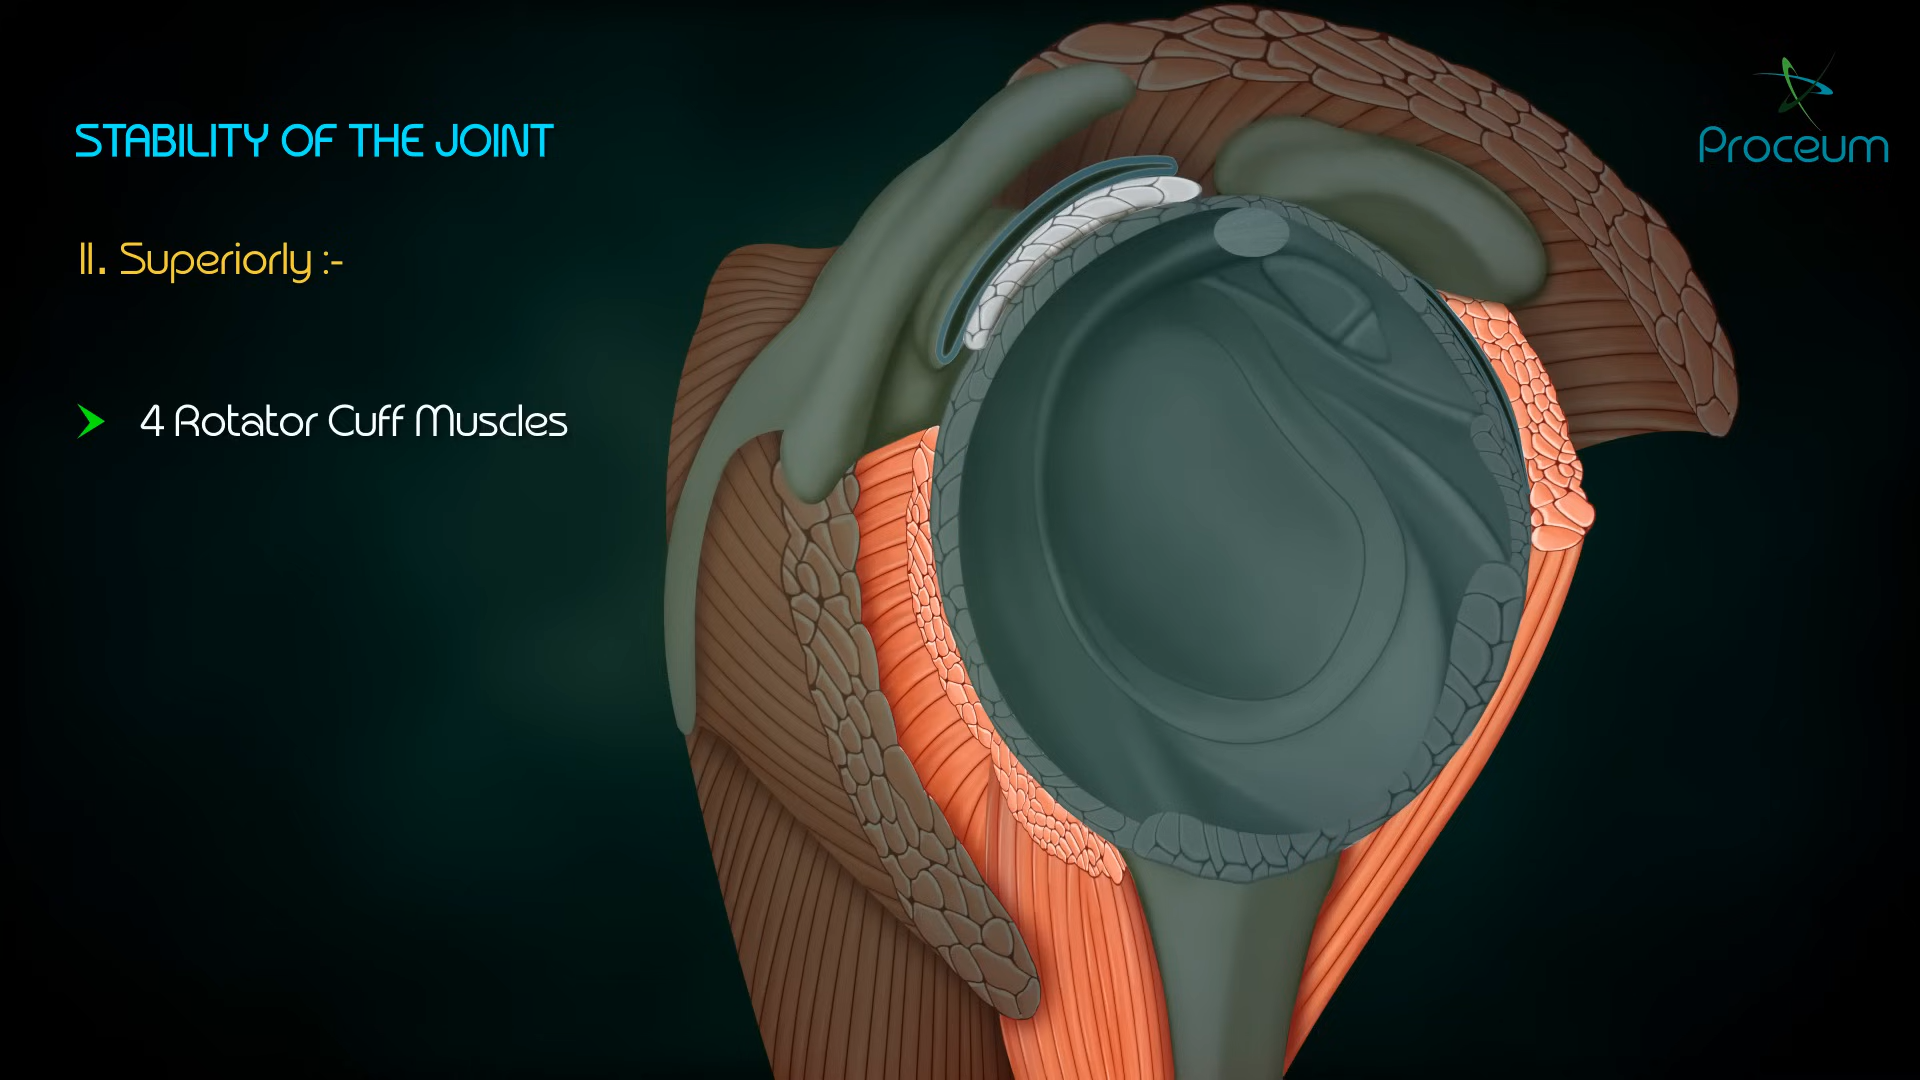 STABILITY OF THE JOINT
Proceum
II. Superiorly :-
4 Rotator Cuff Muscles